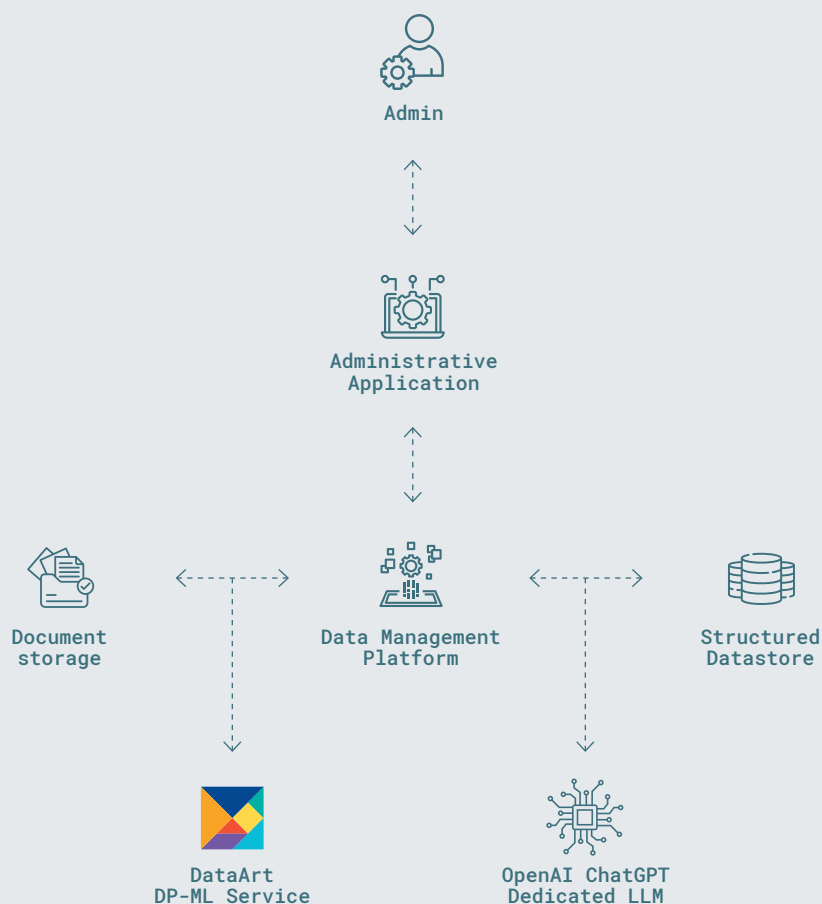 Admin
Administrative
Application
Document
storage
Data Management
Platform
Structured
Datastore
DataArt
DP-ML Service
OpenAI ChatGPT
Dedicated LLM